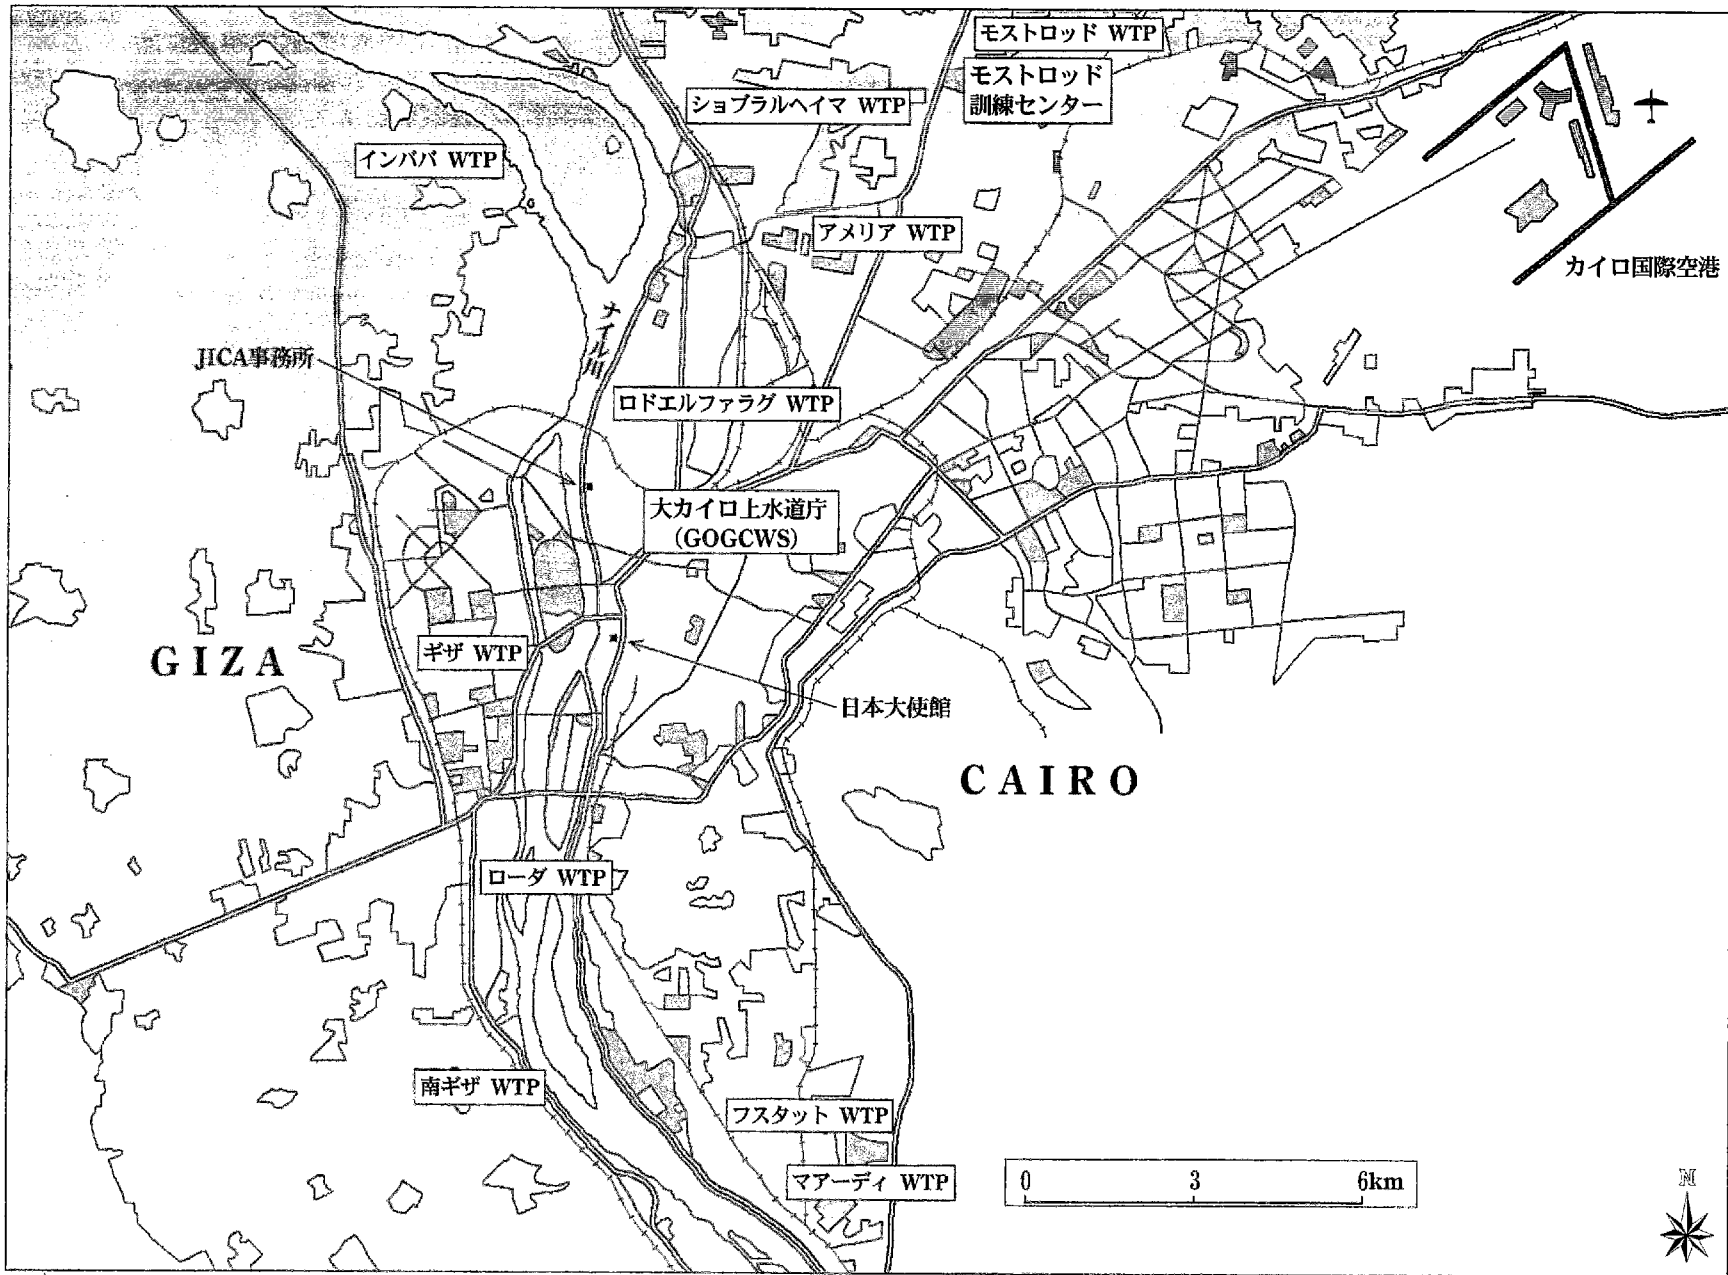 モストロッド WTP
モストロッド
訓練センター
ショブラルヘイマ WTP
インババ WTP
アメリア WTP
カイロ国際空港
ナイル川
JICA事務所
ロドエルファラグ WTP
大カイロ上水道庁
(GOGCWS)
ギザ WTP
GIZA
日本大使館
CAIRO
ローダ WTP
南ギザ WTP
フスタット WTP
マアーディ WTP
0 3 6km
N